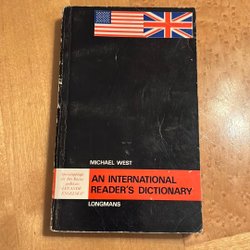 MICHAEL WEST
AN INTERNATIONAL
READER'S DICTIONARY
LONGMANS